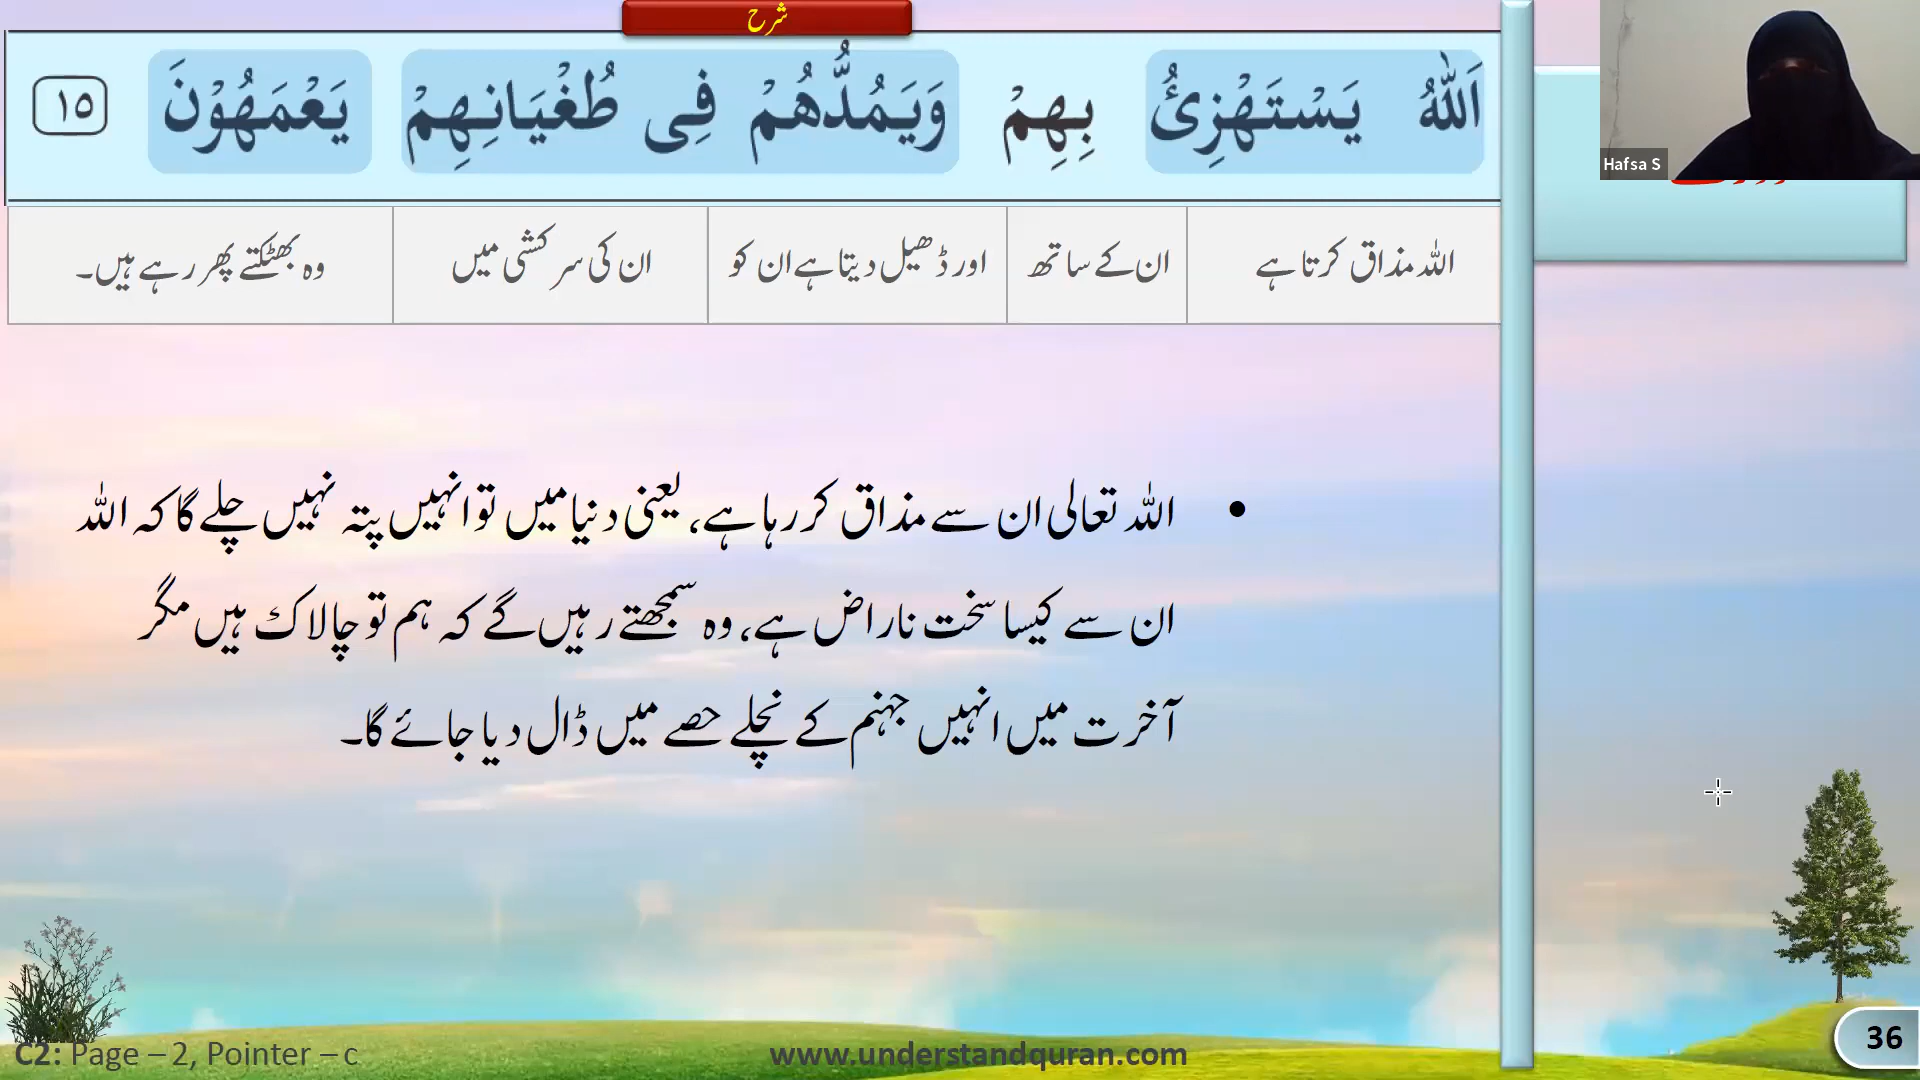 شرح
اَللّٰهُ يَسْتَهْزِئُ بِهِمْ وَيَمُدُّهُمْ فِى طُغْيَانِهِمْ يَعْمَهُوْنَ ١٥
اللہ مذاق کرتا ہے ان کے ساتھ اور ڈھیل دیتا ہے ان کو ان کی سرکشی میں وہ بھٹکتے پھر رہے ہیں۔
Hafsa S
• اللہ تعالی ان سے مذاق کررہا ہے، یعنی دنیا میں تو انہیں پتہ نہیں چلے گا کہ اللہ
ان سے کیسا سخت ناراض ہے، وہ سمجھتے رہیں گے کہ ہم تو چالاک ہیں مگر
آخرت میں انہیں جہنم کے نچلے حصے میں ڈال دیا جائے گا۔
C2: Page – 2, Pointer – c
www.understandquran.com
36